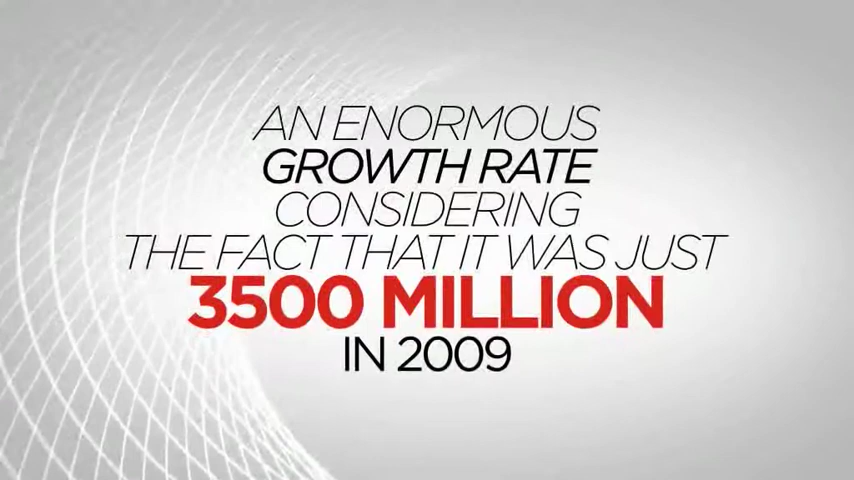 AN ENORMOUS
GROWTH RATE
CONSIDERING
THE FACT THAT IT WAS JUST
3500 MILLION
IN 2009